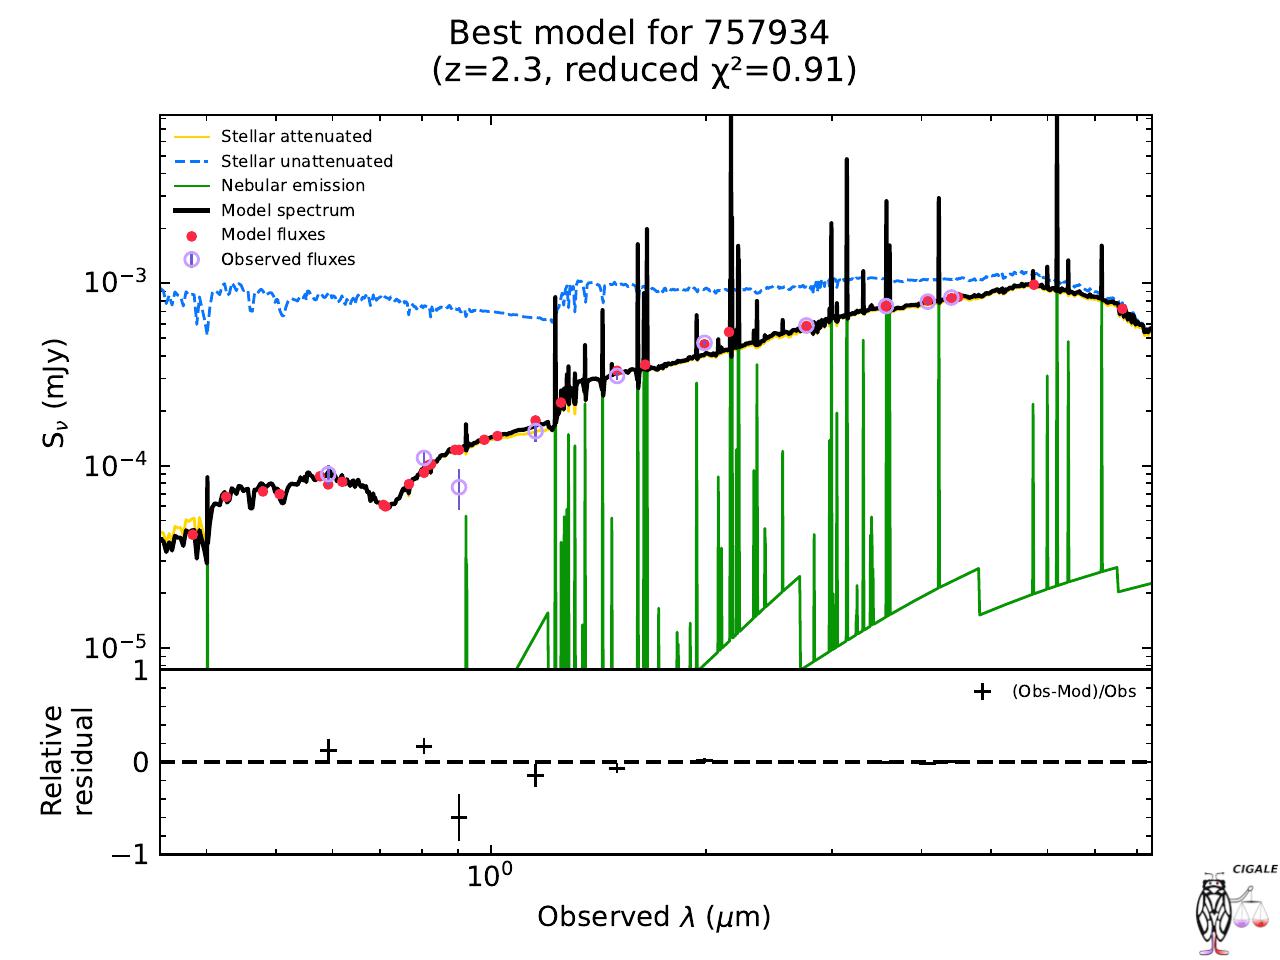 Best model for 757934
(z=2.3, reduced χ²=0.91)
Stellar attenuated
Stellar unattenuated
Nebular emission
Model spectrum
Model fluxes
Observed fluxes
10⁻³
10⁻⁴
10⁻⁵
S_ν (mJy)
1
0
−1
Relative
residual
(Obs-Mod)/Obs
10⁰
Observed λ (μm)
CIGALE